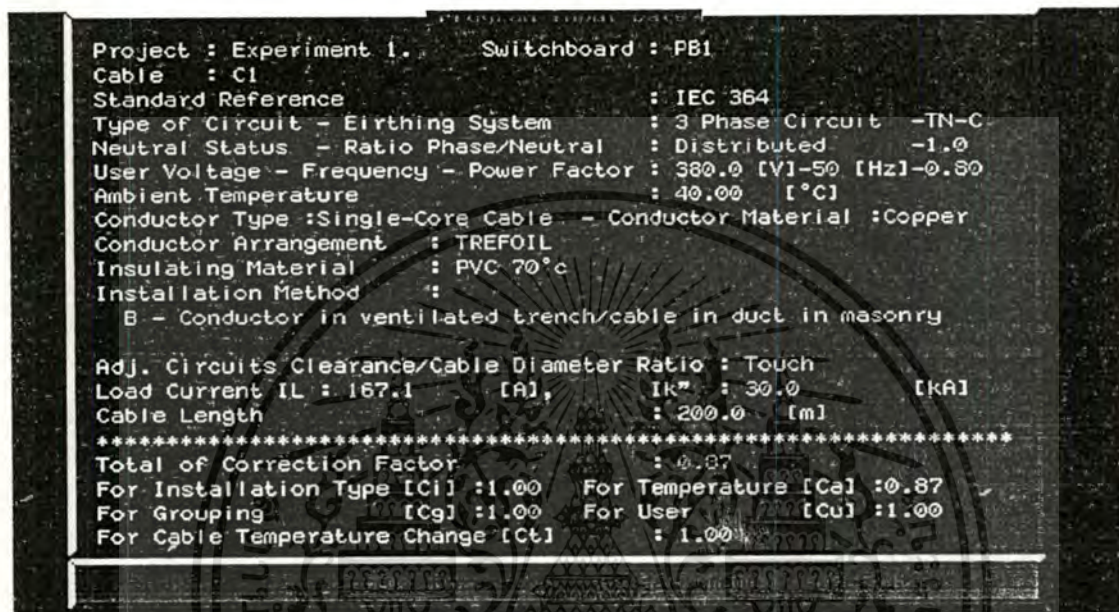 Program Input Data
Project : Experiment 1. Switchboard : PB1
Cable : C1
Standard Reference : IEC 364
Type of Circuit - Eirthing System : 3 Phase Circuit -TN-C
Neutral Status - Ratio Phase/Neutral : Distributed -1.0
User Voltage - Frequency - Power Factor : 380.0 [V]-50 [Hz]-0.80
Ambient Temperature : 40.00 [°C]
Conductor Type :Single-Core Cable - Conductor Material :Copper
Conductor Arrangement : TREFOIL
Insulating Material : PVC 70°c
Installation Method :
B - Conductor in ventilated trench/cable in duct in masonry
Adj. Circuits Clearance/Cable Diameter Ratio : Touch
Load Current IL : 167.1 [A], Ik" : 30.0 [kA]
Cable Length : 200.0 [m]
******************************************************************************
Total of Correction Factor : 0.87
For Installation Type [Ci] :1.00 For Temperature [Ca] :0.87
For Grouping [Cg] :1.00 For User [Cu] :1.00
For Cable Temperature Change [Ct] : 1.00